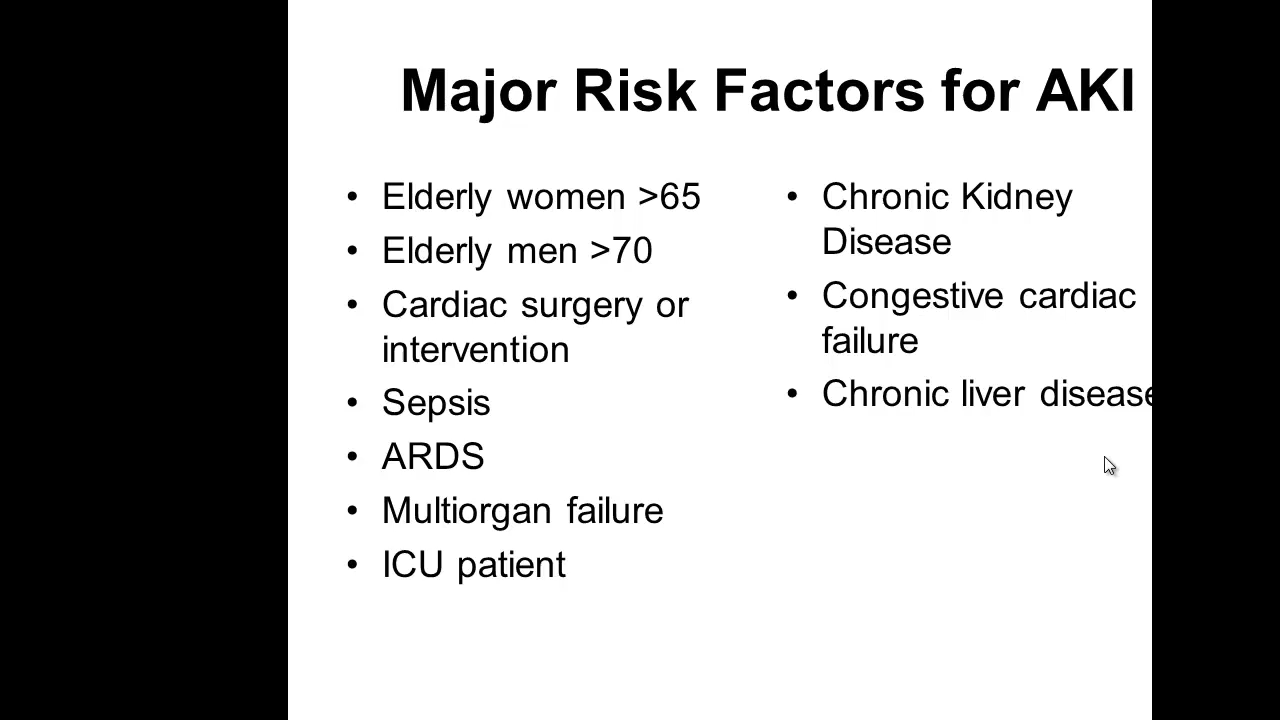 Major Risk Factors for AKI
• Elderly women >65
• Elderly men >70
• Cardiac surgery or
intervention
• Sepsis
• ARDS
• Multiorgan failure
• ICU patient
• Chronic Kidney
Disease
• Congestive cardiac
failure
• Chronic liver disease